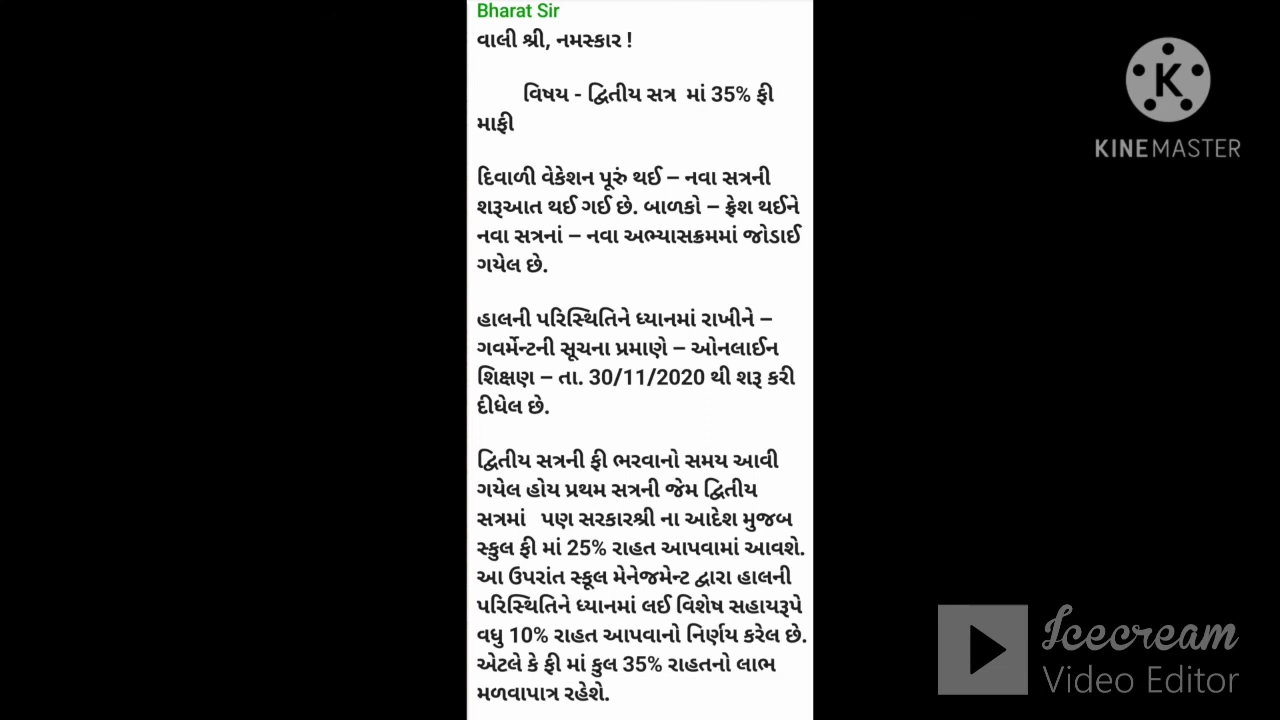 Bharat Sir
વાલી શ્રી, નમસ્કાર !
વિષય - દ્વિતીય સત્ર માં 35% ફી
માફી
દિવાળી વેકેશન પૂરું થઈ – નવા સત્રની
શરૂઆત થઈ ગઈ છે. બાળકો – ફ્રેશ થઈને
નવા સત્રનાં – નવા અભ્યાસક્રમમાં જોડાઈ
ગયેલ છે.
હાલની પરિસ્થિતિને ધ્યાનમાં રાખીને –
ગવર્મેન્ટની સૂચના પ્રમાણે – ઓનલાઈન
શિક્ષણ – તા. 30/11/2020 થી શરૂ કરી
દીધેલ છે.
દ્વિતીય સત્રની ફી ભરવાનો સમય આવી
ગયેલ હોય પ્રથમ સત્રની જેમ દ્વિતીય
સત્રમાં પણ સરકારશ્રી ના આદેશ મુજબ
સ્કુલ ફી માં 25% રાહત આપવામાં આવશે.
આ ઉપરાંત સ્કૂલ મેનેજમેન્ટ દ્વારા હાલની
પરિસ્થિતિને ધ્યાનમાં લઈ વિશેષ સહાયરૂપે
વધુ 10% રાહત આપવાનો નિર્ણય કરેલ છે.
એટલે કે ફી માં કુલ 35% રાહતનો લાભ
મળવાપાત્ર રહેશે.
K
KINEMASTER
Icecream
Video Editor